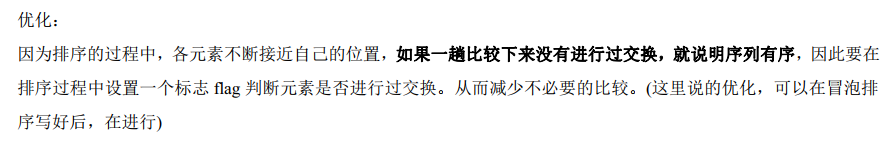 优化：
因为排序的过程中，各元素不断接近自己的位置，如果一趟比较下来没有进行过交换，就说明序列有序，因此要在
排序过程中设置一个标志 flag 判断元素是否进行过交换。从而减少不必要的比较。(这里说的优化，可以在冒泡排
序写好后，在进行)